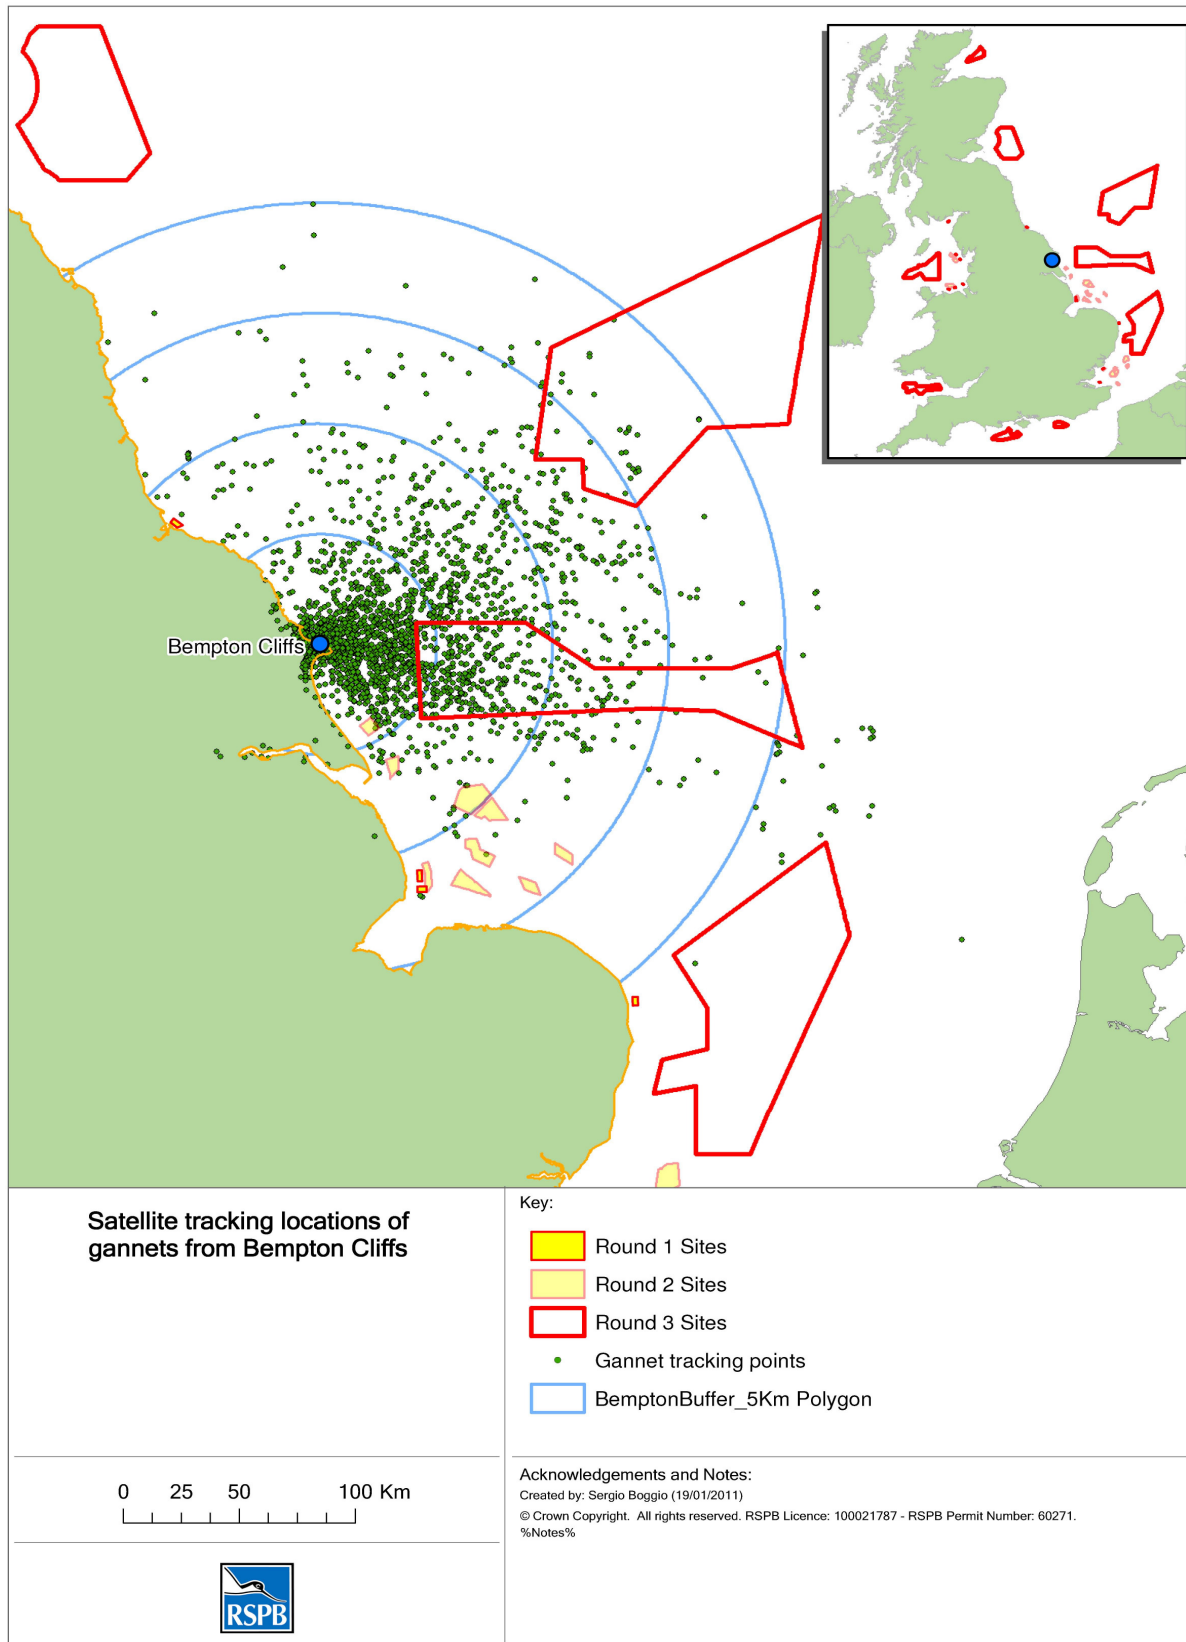 Bempton Cliffs
Satellite tracking locations of
gannets from Bempton Cliffs
0 25 50 100 Km
RSPB
Key:
Round 1 Sites
Round 2 Sites
Round 3 Sites
Gannet tracking points
BemptonBuffer_5Km Polygon
Acknowledgements and Notes:
Created by: Sergio Boggio (19/01/2011)
© Crown Copyright. All rights reserved. RSPB Licence: 100021787 - RSPB Permit Number: 60271.
%Notes%